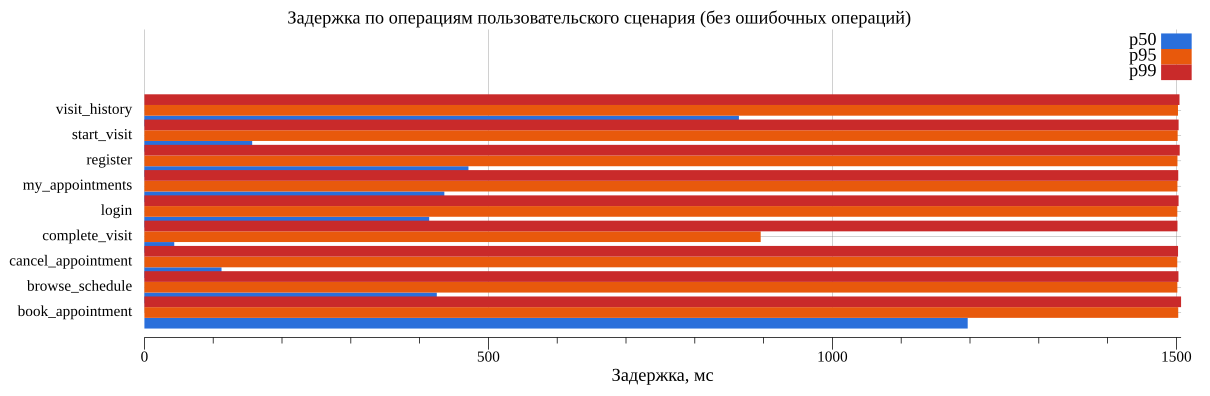 Задержка по операциям пользовательского сценария (без ошибочных операций)
p50
p95
p99
visit_history
start_visit
register
my_appointments
login
complete_visit
cancel_appointment
browse_schedule
book_appointment
0 500 1000 1500
Задержка, мс